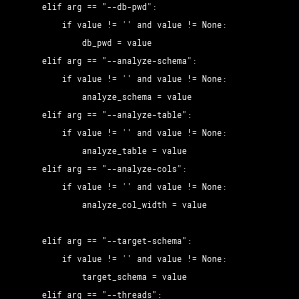 elif arg == "--db-pwd":
if value != '' and value != None:
db_pwd = value
elif arg == "--analyze-schema":
if value != '' and value != None:
analyze_schema = value
elif arg == "--analyze-table":
if value != '' and value != None:
analyze_table = value
elif arg == "--analyze-cols":
if value != '' and value != None:
analyze_col_width = value
elif arg == "--target-schema":
if value != '' and value != None:
target_schema = value
elif arg == "--threads":